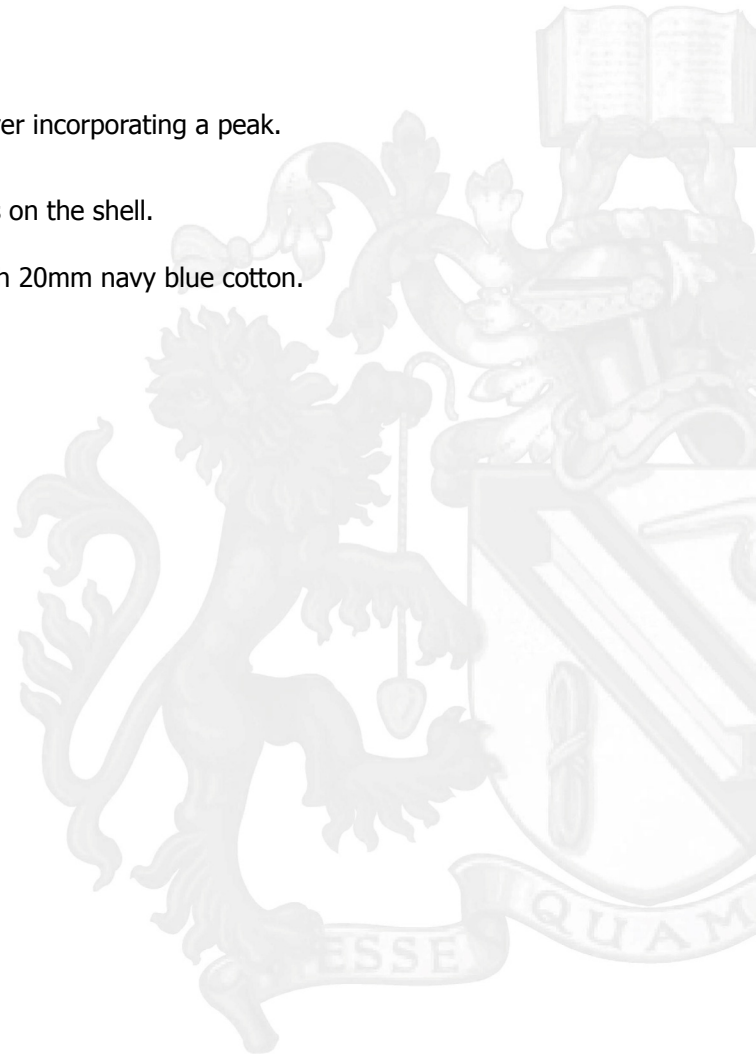 er incorporating a peak.
on the shell.
20mm navy blue cotton.
ESSE
QUAM